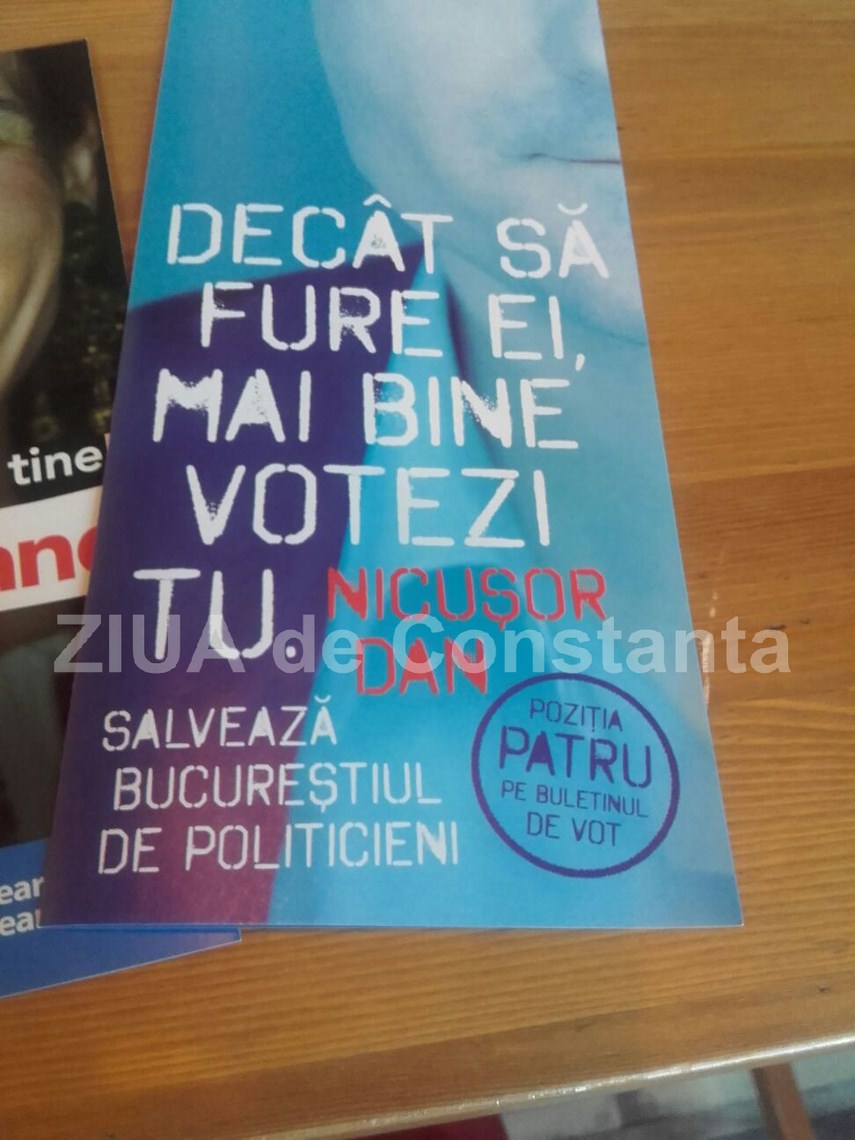 DECÂT SĂ
FURE EI,
MAI BINE
VOTEZI
TU. NICUȘOR
DAN
SALVEAZĂ
BUCUREȘTIUL
DE POLITICIENI
POZIȚIA
PATRU
PE BULETINUL
DE VOT
tine
ZIUA de Constanta